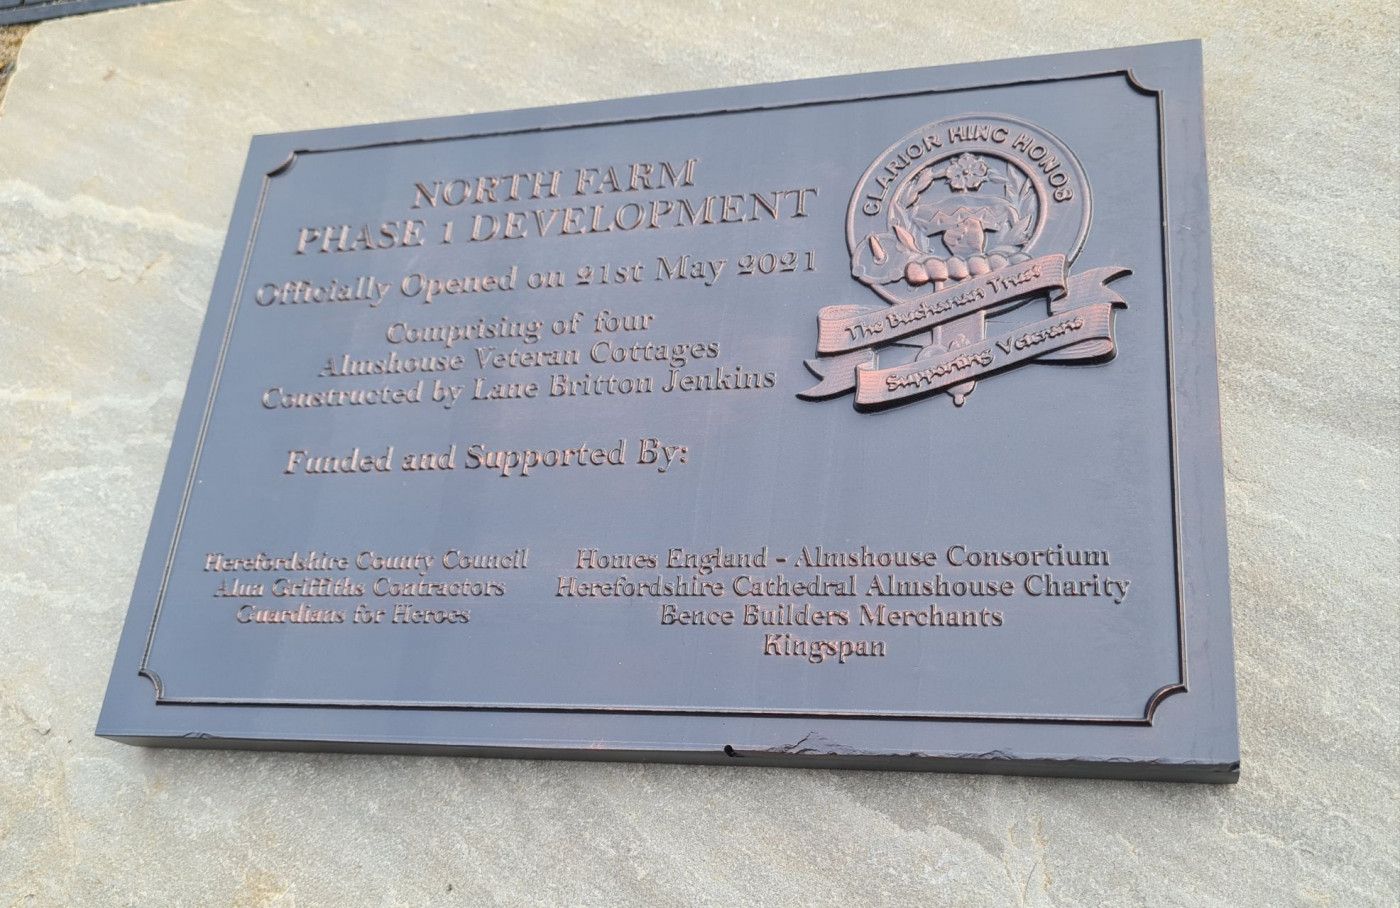 NORTH FARM
PHASE 1 DEVELOPMENT
Officially Opened on 21st May 2021
Comprising of four
Almshouse Veteran Cottages
Constructed by Lane Britton Jenkins
CLARIOR HINC HONOS
The Buchanan Trust
Supporting Veterans
Funded and Supported By:
Herefordshire County Council
Alun Griffiths Contractors
Guardians for Heroes
Homes England - Almshouse Consortium
Herefordshire Cathedral Almshouse Charity
Bence Builders Merchants
Kingspan